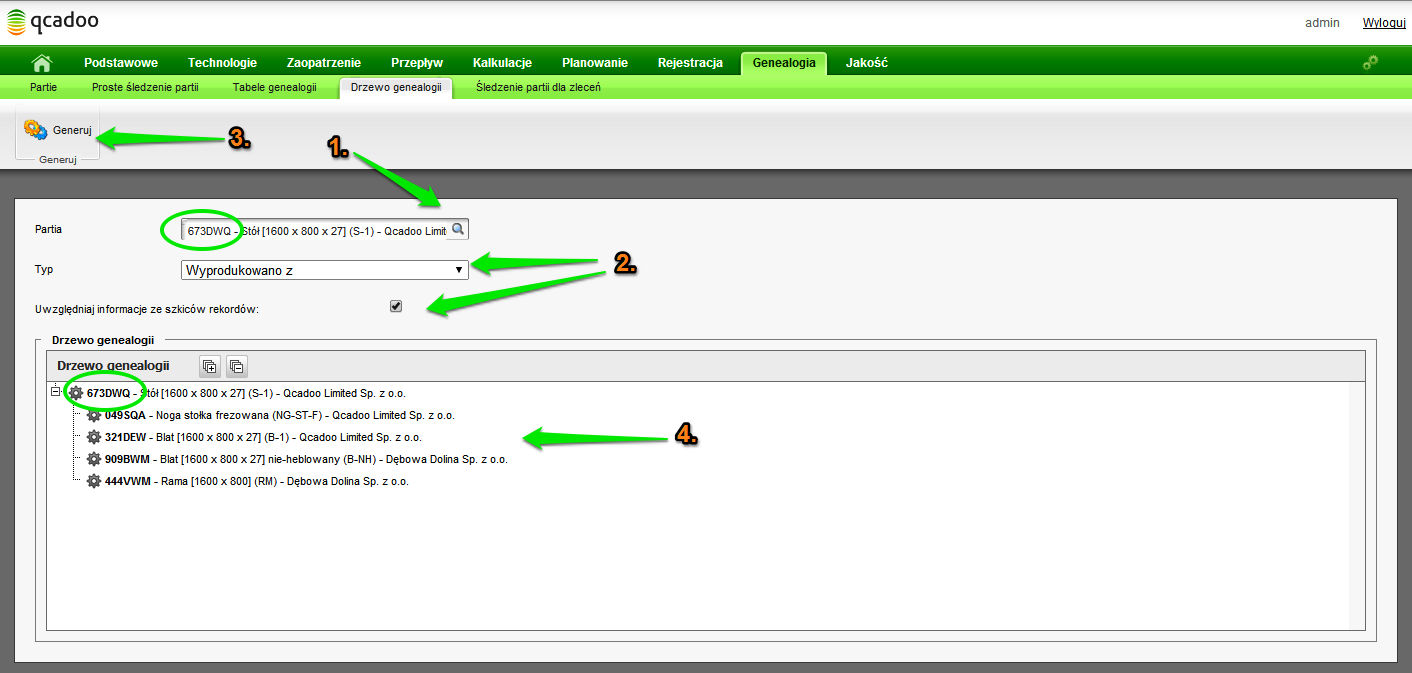 qcadoo
admin Wyloguj
Podstawowe Technologie Zaopatrzenie Przepływ Kalkulacje Planowanie Rejestracja Genealogia Jakość
Partie Proste śledzenie partii Tabele genealogii Drzewo genealogii Śledzenie partii dla zleceń
Generuj
3.
1.
Generuj
Partia 673DWQ - Stół [1600 x 800 x 27] (S-1) - Qcadoo Limit
Typ Wyprodukowano z
2.
Uwzględniaj informacje ze szkiców rekordów:
Drzewo genealogii
Drzewo genealogii
673DWQ - Stół [1600 x 800 x 27] (S-1) - Qcadoo Limited Sp. z o.o.
049SQA - Noga stołka frezowana (NG-ST-F) - Qcadoo Limited Sp. z o.o.
321DEW - Blat [1600 x 800 x 27] (B-1) - Qcadoo Limited Sp. z o.o.
4.
909BWM - Blat [1600 x 800 x 27] nie-heblowany (B-NH) - Dębowa Dolina Sp. z o.o.
444VWM - Rama [1600 x 800] (RM) - Dębowa Dolina Sp. z o.o.